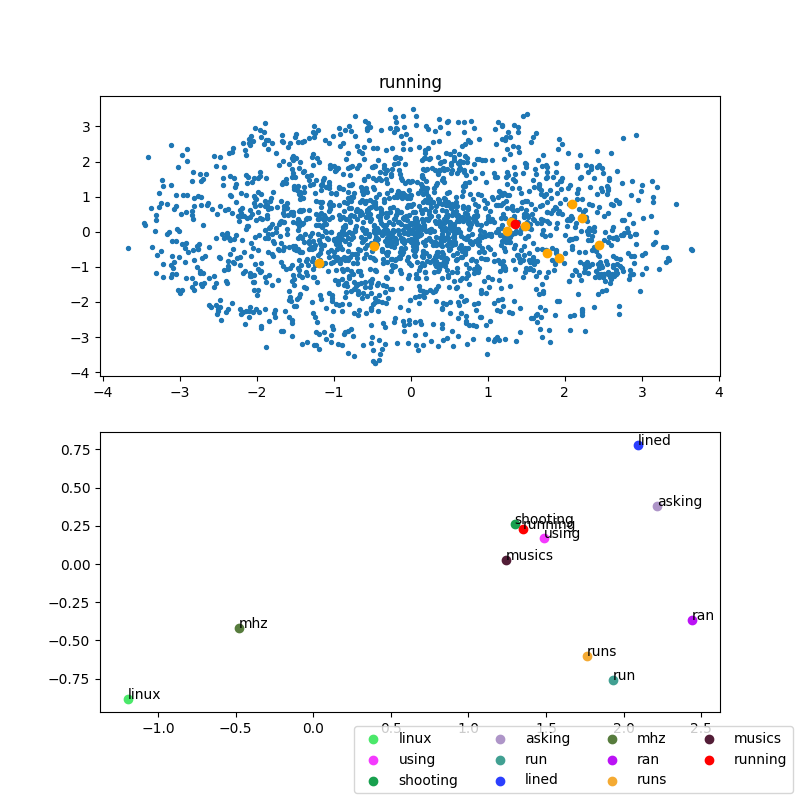 running
3
2
1
0
−1
−2
−3
−4
−4 −3 −2 −1 0 1 2 3 4
0.75
0.50
0.25
0.00
−0.25
−0.50
−0.75
lined
asking
shooting
running
using
musics
ran
mhz
runs
run
linux
−1.0 −0.5 0.0 0.5 1.0 1.5 2.0 2.5
linux asking mhz musics
using run ran running
shooting lined runs